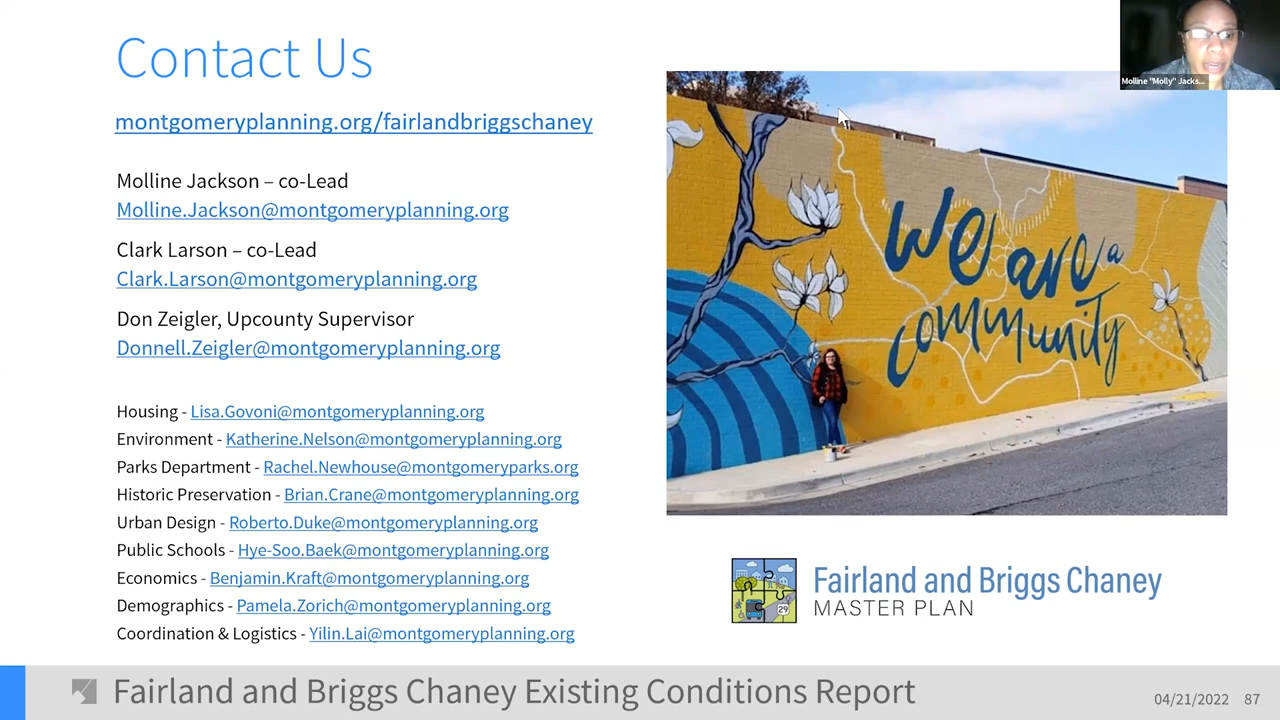 Contact Us
montgomeryplanning.org/fairlandbriggschaney
Molline Jackson – co-Lead
Molline.Jackson@montgomeryplanning.org
Clark Larson – co-Lead
Clark.Larson@montgomeryplanning.org
Don Zeigler, Upcounty Supervisor
Donnell.Zeigler@montgomeryplanning.org
Housing - Lisa.Govoni@montgomeryplanning.org
Environment - Katherine.Nelson@montgomeryplanning.org
Parks Department - Rachel.Newhouse@montgomeryparks.org
Historic Preservation - Brian.Crane@montgomeryplanning.org
Urban Design - Roberto.Duke@montgomeryplanning.org
Public Schools - Hye-Soo.Baek@montgomeryplanning.org
Economics - Benjamin.Kraft@montgomeryplanning.org
Demographics - Pamela.Zorich@montgomeryplanning.org
Coordination & Logistics - Yilin.Lai@montgomeryplanning.org
Molline "Molly" Jacks...
we are a
community
29
Fairland and Briggs Chaney
MASTER PLAN
Fairland and Briggs Chaney Existing Conditions Report
04/21/2022 87